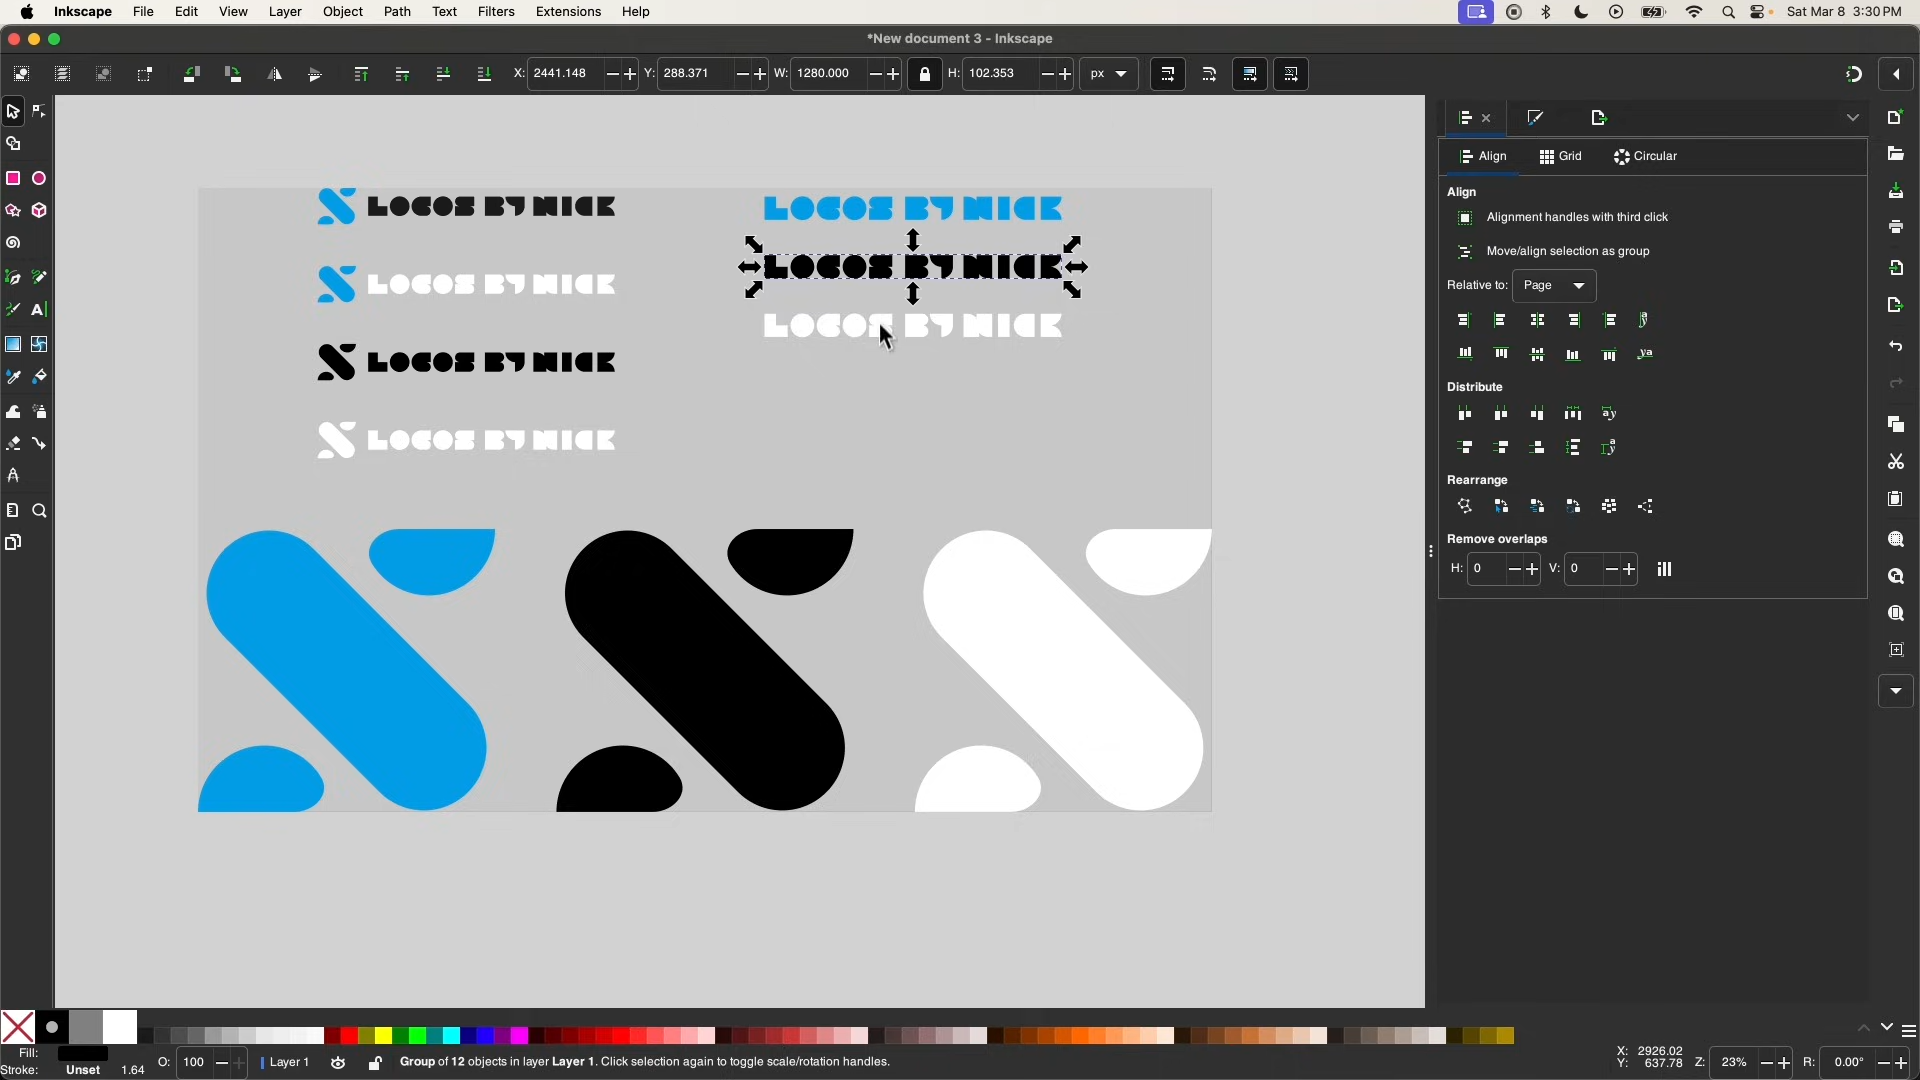 Inkscape File Edit View Layer Object Path Text Filters Extensions Help Sat Mar 8 3:30 PM
*New document 3 - Inkscape
X: 2441.148 Y: 288.371 W: 1280.000 H: 102.353 px
Align Grid Circular
Align
Alignment handles with third click
Move/align selection as group
Relative to: Page
Distribute
Rearrange
Remove overlaps
H: 0 V: 0
LOGOS BY NICK
LOGOS BY NICK
LOGOS BY NICK
LOGOS BY NICK
LOGOS BY NICK
LOGOS BY NICK
LOGOS BY NICK
Fill:
Stroke: Unset 1.64 O: 100 Layer 1 Group of 12 objects in layer Layer 1. Click selection again to toggle scale/rotation handles.
X: 2926.02
Y: 637.78 Z: 23% R: 0.00°